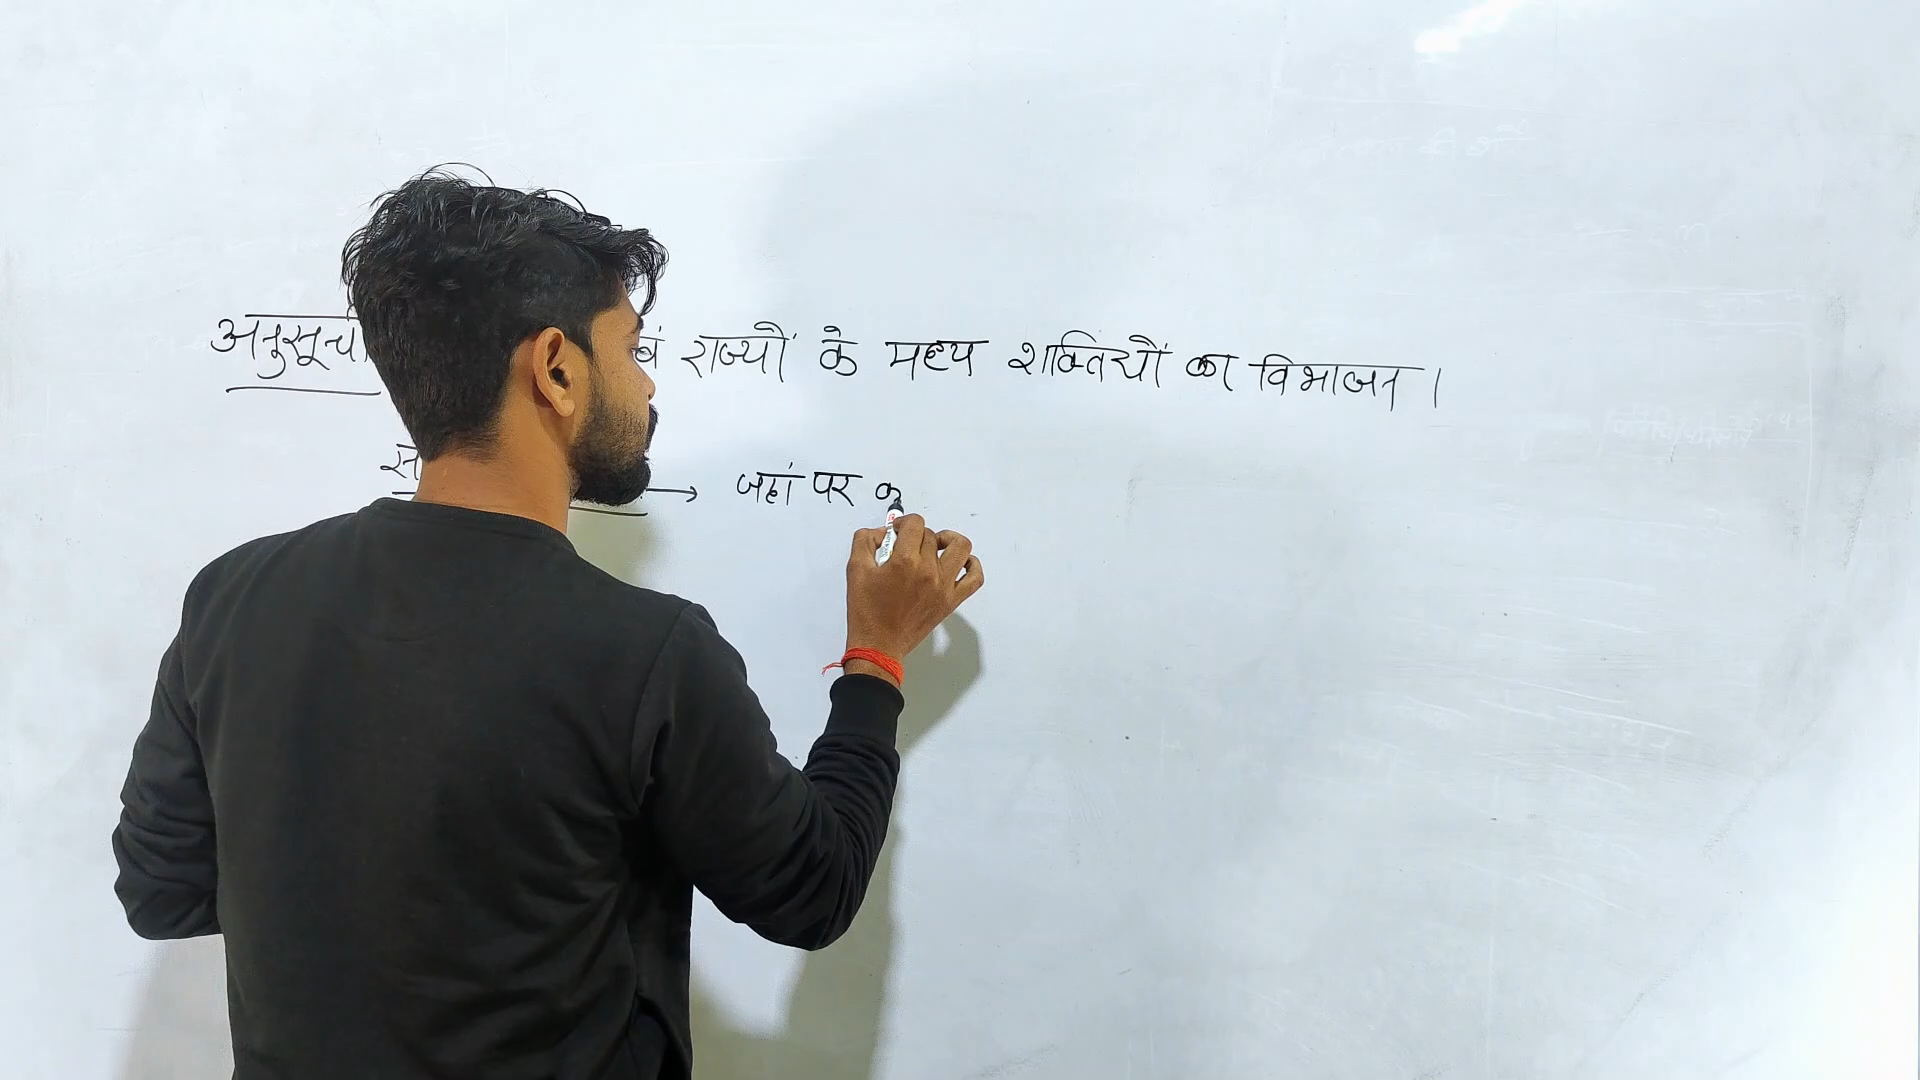 अनुसूची राज्यों के मध्य शक्तियों का विभाजन।
→ जहां पर